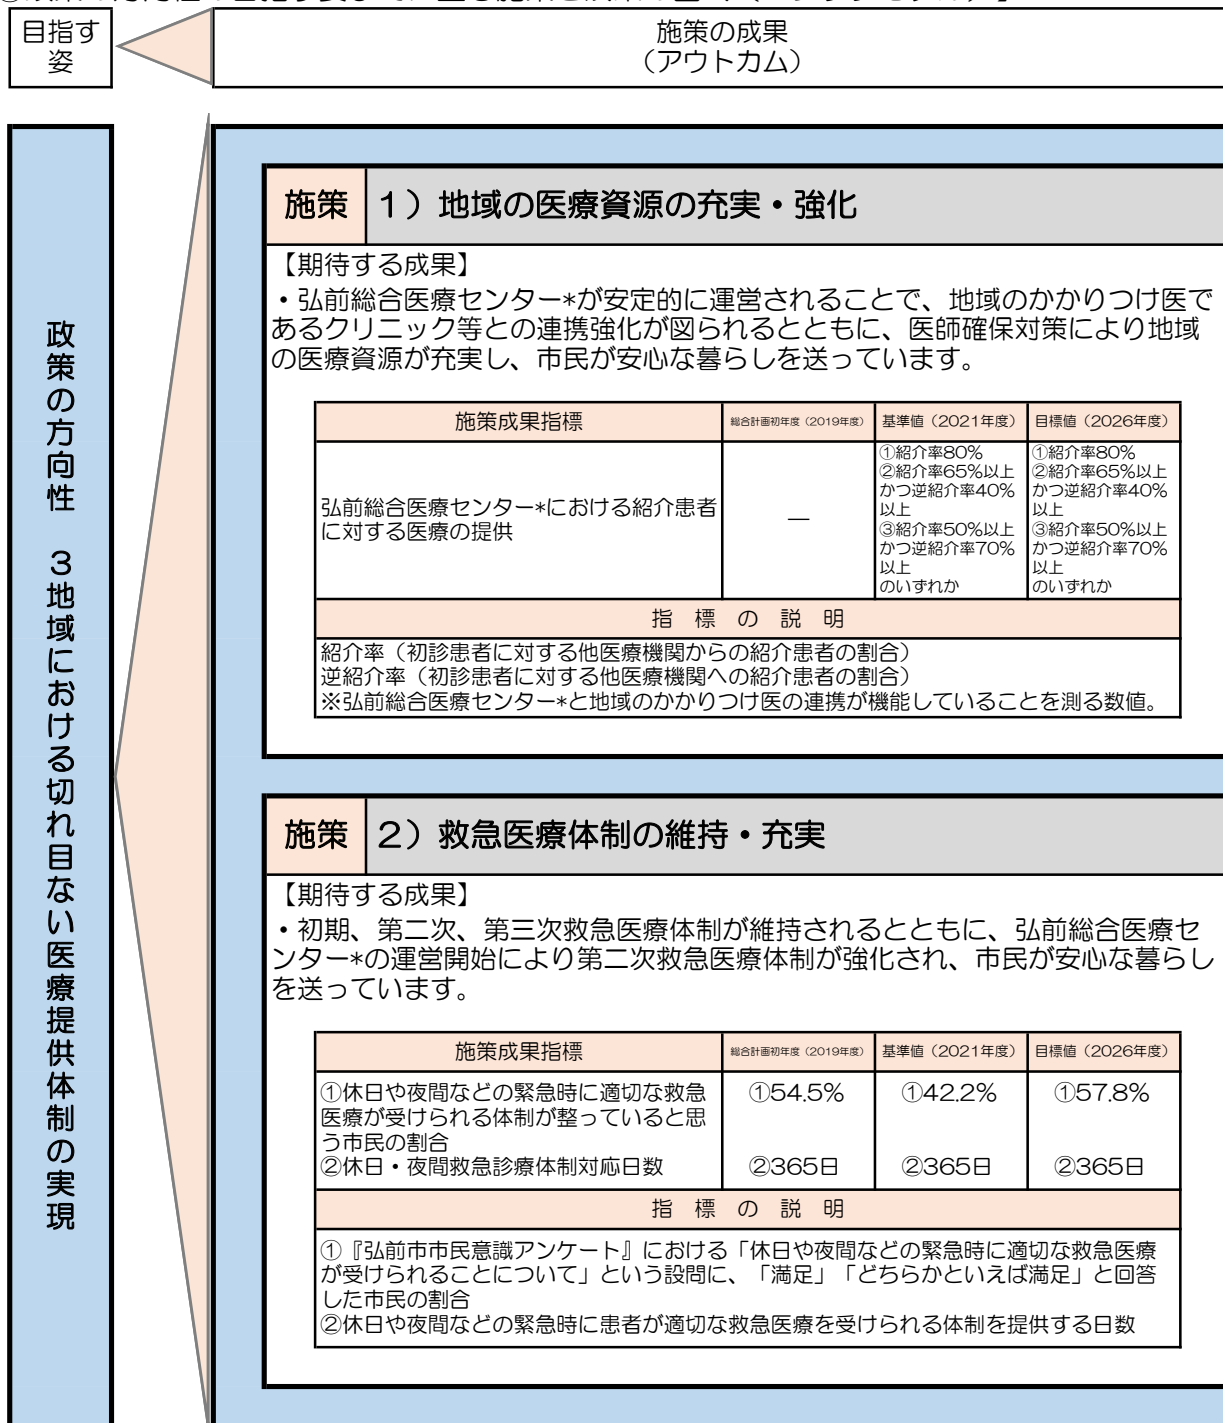 目指す
姿
施策の成果
（アウトカム）
政策の方向性　３地域における切れ目ない医療提供体制の実現
施策 １）地域の医療資源の充実・強化
【期待する成果】
・弘前総合医療センター*が安定的に運営されることで、地域のかかりつけ医で
あるクリニック等との連携強化が図られるとともに、医師確保対策により地域
の医療資源が充実し、市民が安心な暮らしを送っています。
施策成果指標 総合計画初年度（2019年度） 基準値（2021年度） 目標値（2026年度）
弘前総合医療センター*における紹介患者
に対する医療の提供
―
①紹介率80％
②紹介率65％以上
かつ逆紹介率40％
以上
③紹介率50％以上
かつ逆紹介率70％
以上
のいずれか
①紹介率80％
②紹介率65％以上
かつ逆紹介率40％
以上
③紹介率50％以上
かつ逆紹介率70％
以上
のいずれか
指　標　の　説　明
紹介率（初診患者に対する他医療機関からの紹介患者の割合）
逆紹介率（初診患者に対する他医療機関への紹介患者の割合）
※弘前総合医療センター*と地域のかかりつけ医の連携が機能していることを測る数値。
施策 ２）救急医療体制の維持・充実
【期待する成果】
・初期、第二次、第三次救急医療体制が維持されるとともに、弘前総合医療セ
ンター*の運営開始により第二次救急医療体制が強化され、市民が安心な暮らし
を送っています。
施策成果指標 総合計画初年度（2019年度） 基準値（2021年度） 目標値（2026年度）
①休日や夜間などの緊急時に適切な救急 ①54.5% ①42.2% ①57.8%
医療が受けられる体制が整っていると思
う市民の割合
②休日・夜間救急診療体制対応日数 ②365日 ②365日 ②365日
指　標　の　説　明
①『弘前市市民意識アンケート』における「休日や夜間などの緊急時に適切な救急医療
が受けられることについて」という設問に、「満足」「どちらかといえば満足」と回答
した市民の割合
②休日や夜間などの緊急時に患者が適切な救急医療を受けられる体制を提供する日数